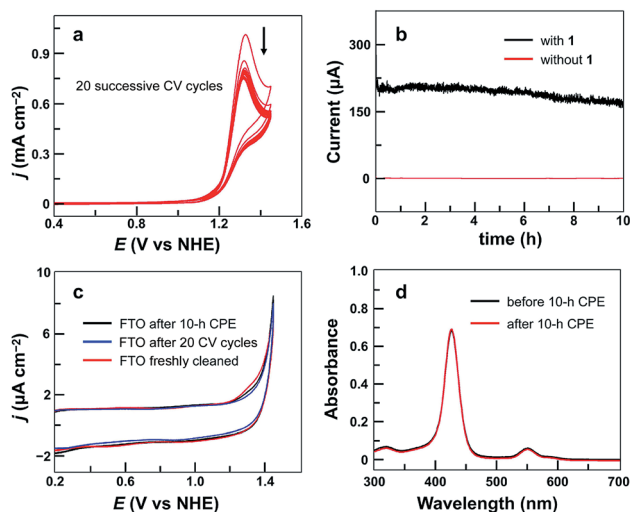 a
20 successive CV cycles
j (mA cm⁻²)
1.0
0.9
0.6
0.3
0.0
0.4
0.8
1.2
1.6
E (V vs NHE)
b
with 1
without 1
Current (μA)
300
150
0
0
2
4
6
8
10
time (h)
c
FTO after 10-h CPE
FTO after 20 CV cycles
FTO freshly cleaned
j (μA cm⁻²)
10
6
2
−2
0.2
0.6
1.0
1.4
E (V vs NHE)
d
before 10-h CPE
after 10-h CPE
Absorbance
1.0
0.8
0.6
0.4
0.2
0.0
300
400
500
600
700
Wavelength (nm)